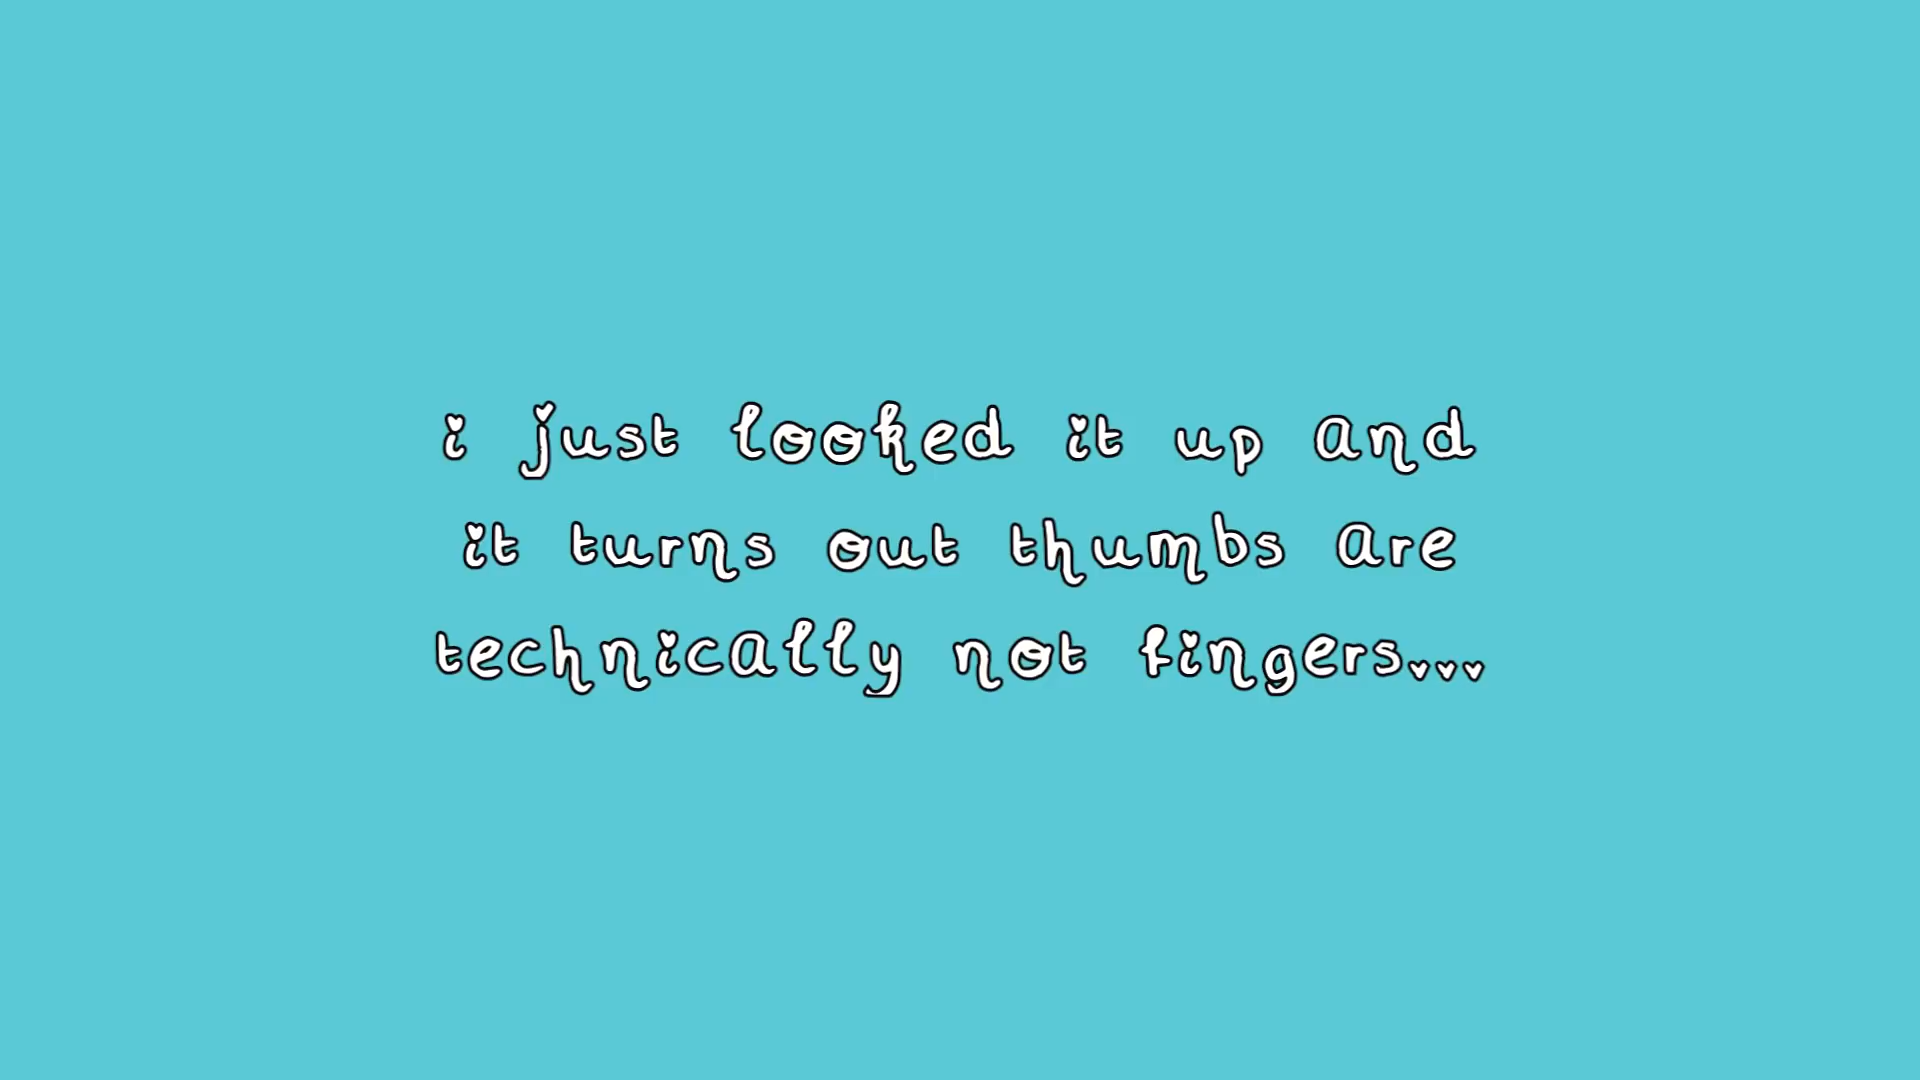 i just looked it up and
it turns out thumbs are
technically not fingers...